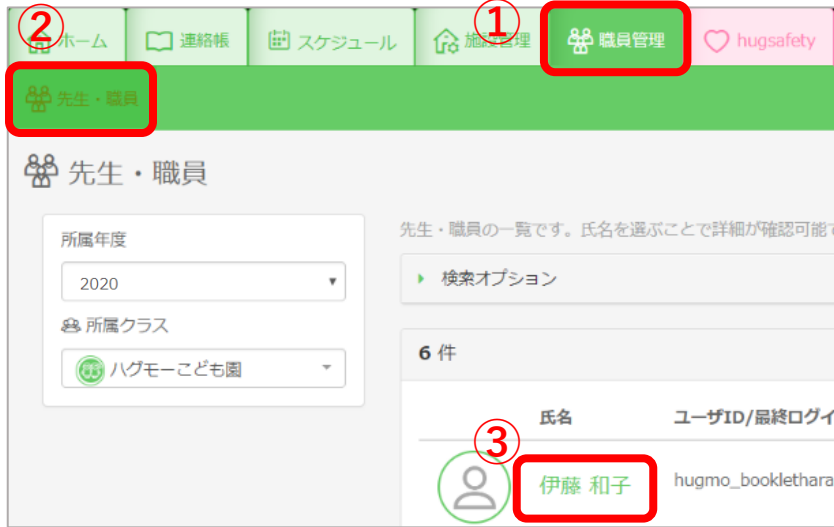 ② ①
ホーム 連絡帳 スケジュール 施設管理 職員管理 hugsafety
先生・職員
先生・職員
所属年度
2020
所属クラス
ハグモーこども園
先生・職員の一覧です。氏名を選ぶことで詳細が確認可能で
検索オプション
6 件
氏名 ユーザID/最終ログイ
③
伊藤 和子 hugmo_booklethara